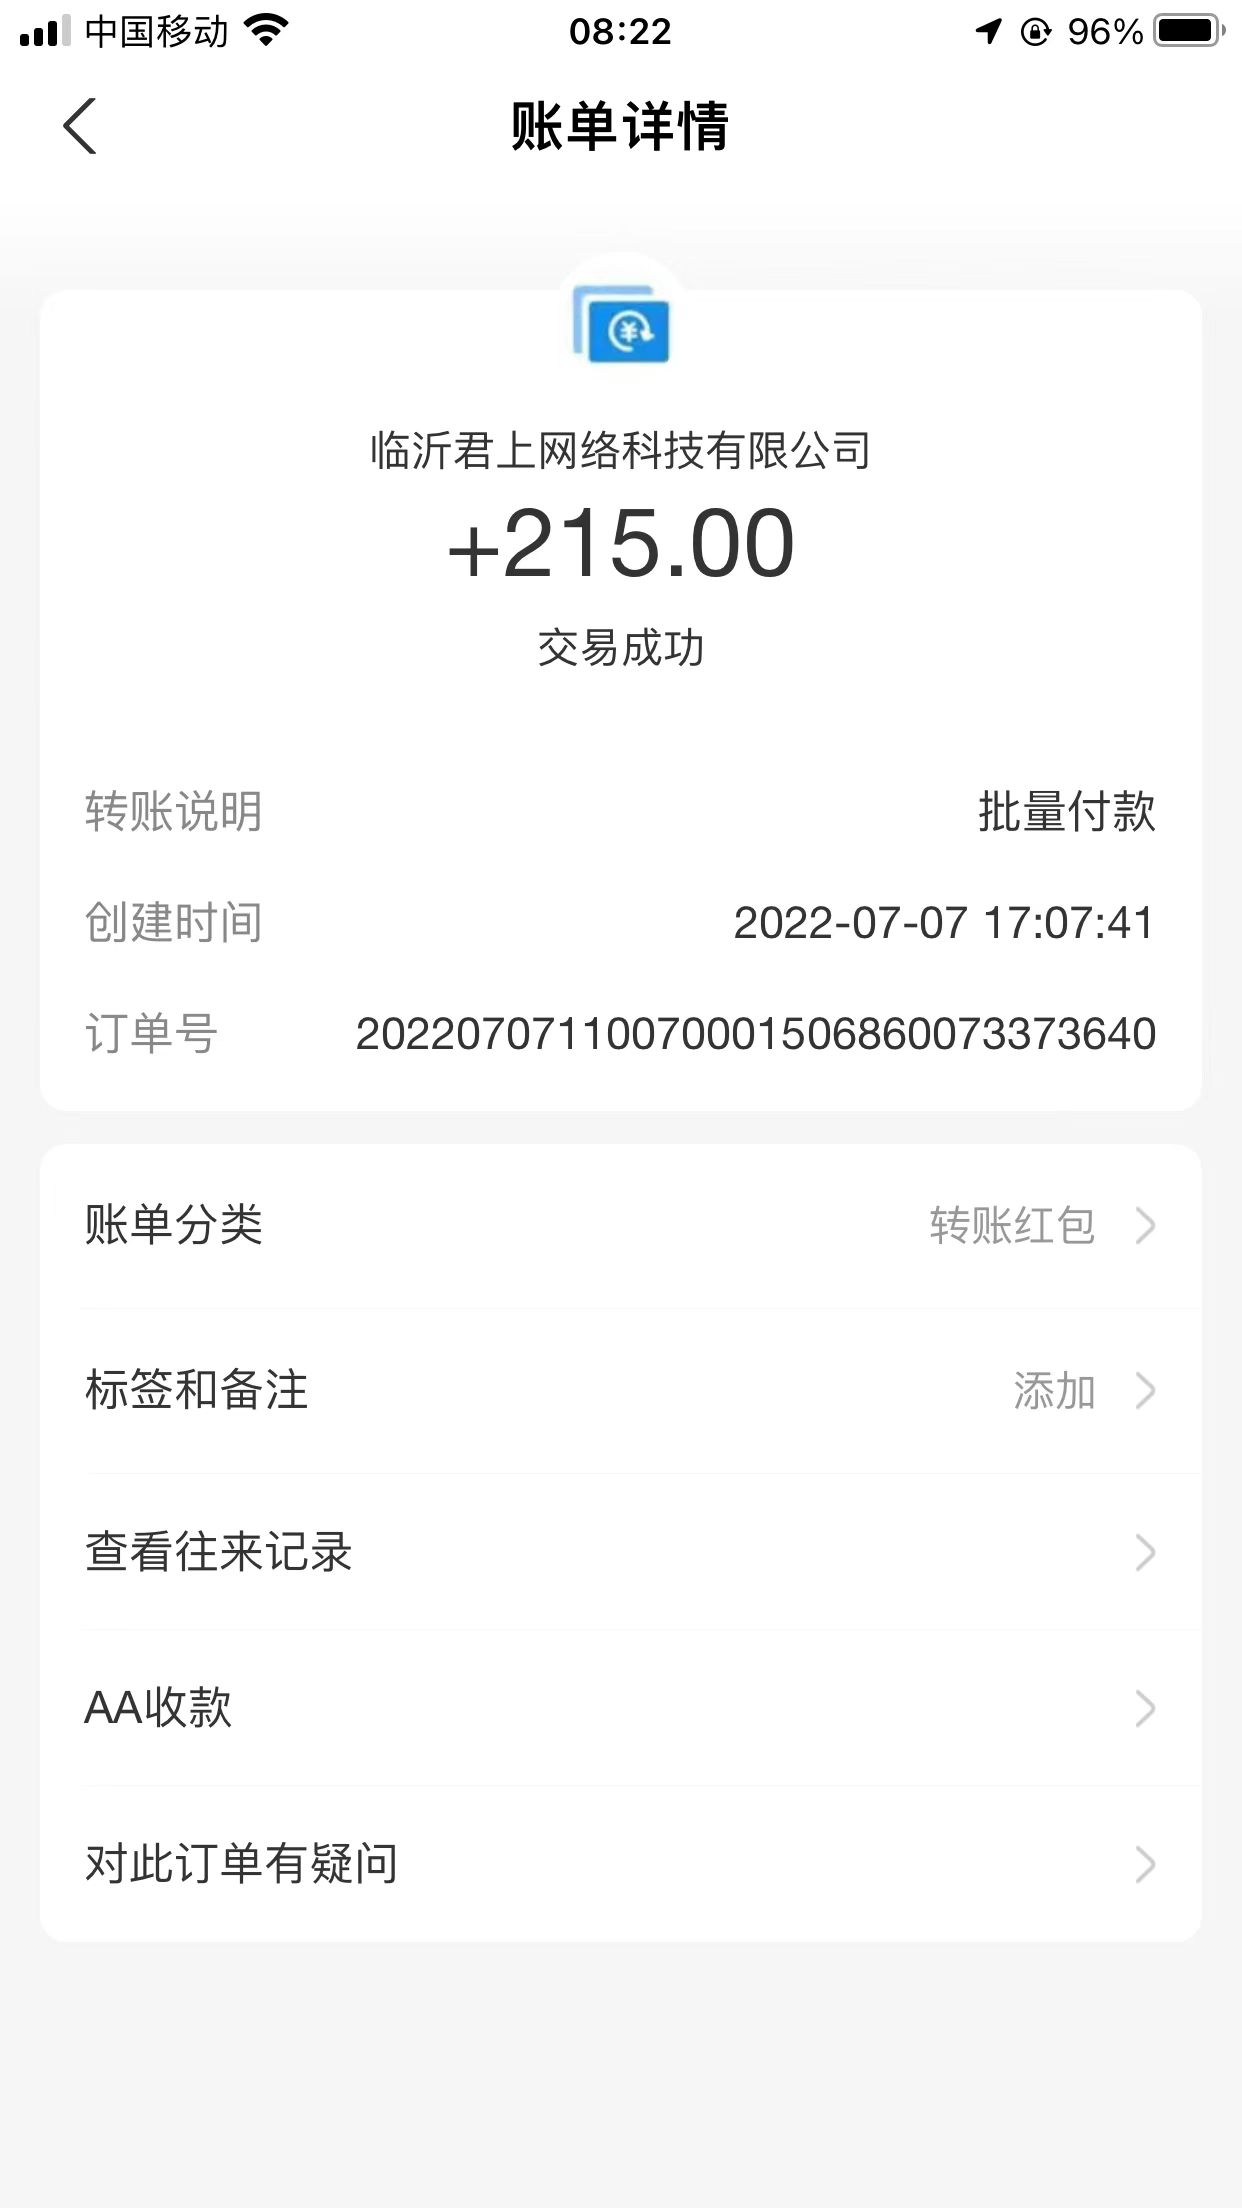 中国移动 08:22 96%
账单详情
临沂君上网络科技有限公司
+215.00
交易成功
转账说明 批量付款
创建时间 2022-07-07 17:07:41
订单号 20220707110070001506860073373640
账单分类 转账红包
标签和备注 添加
查看往来记录
AA收款
对此订单有疑问